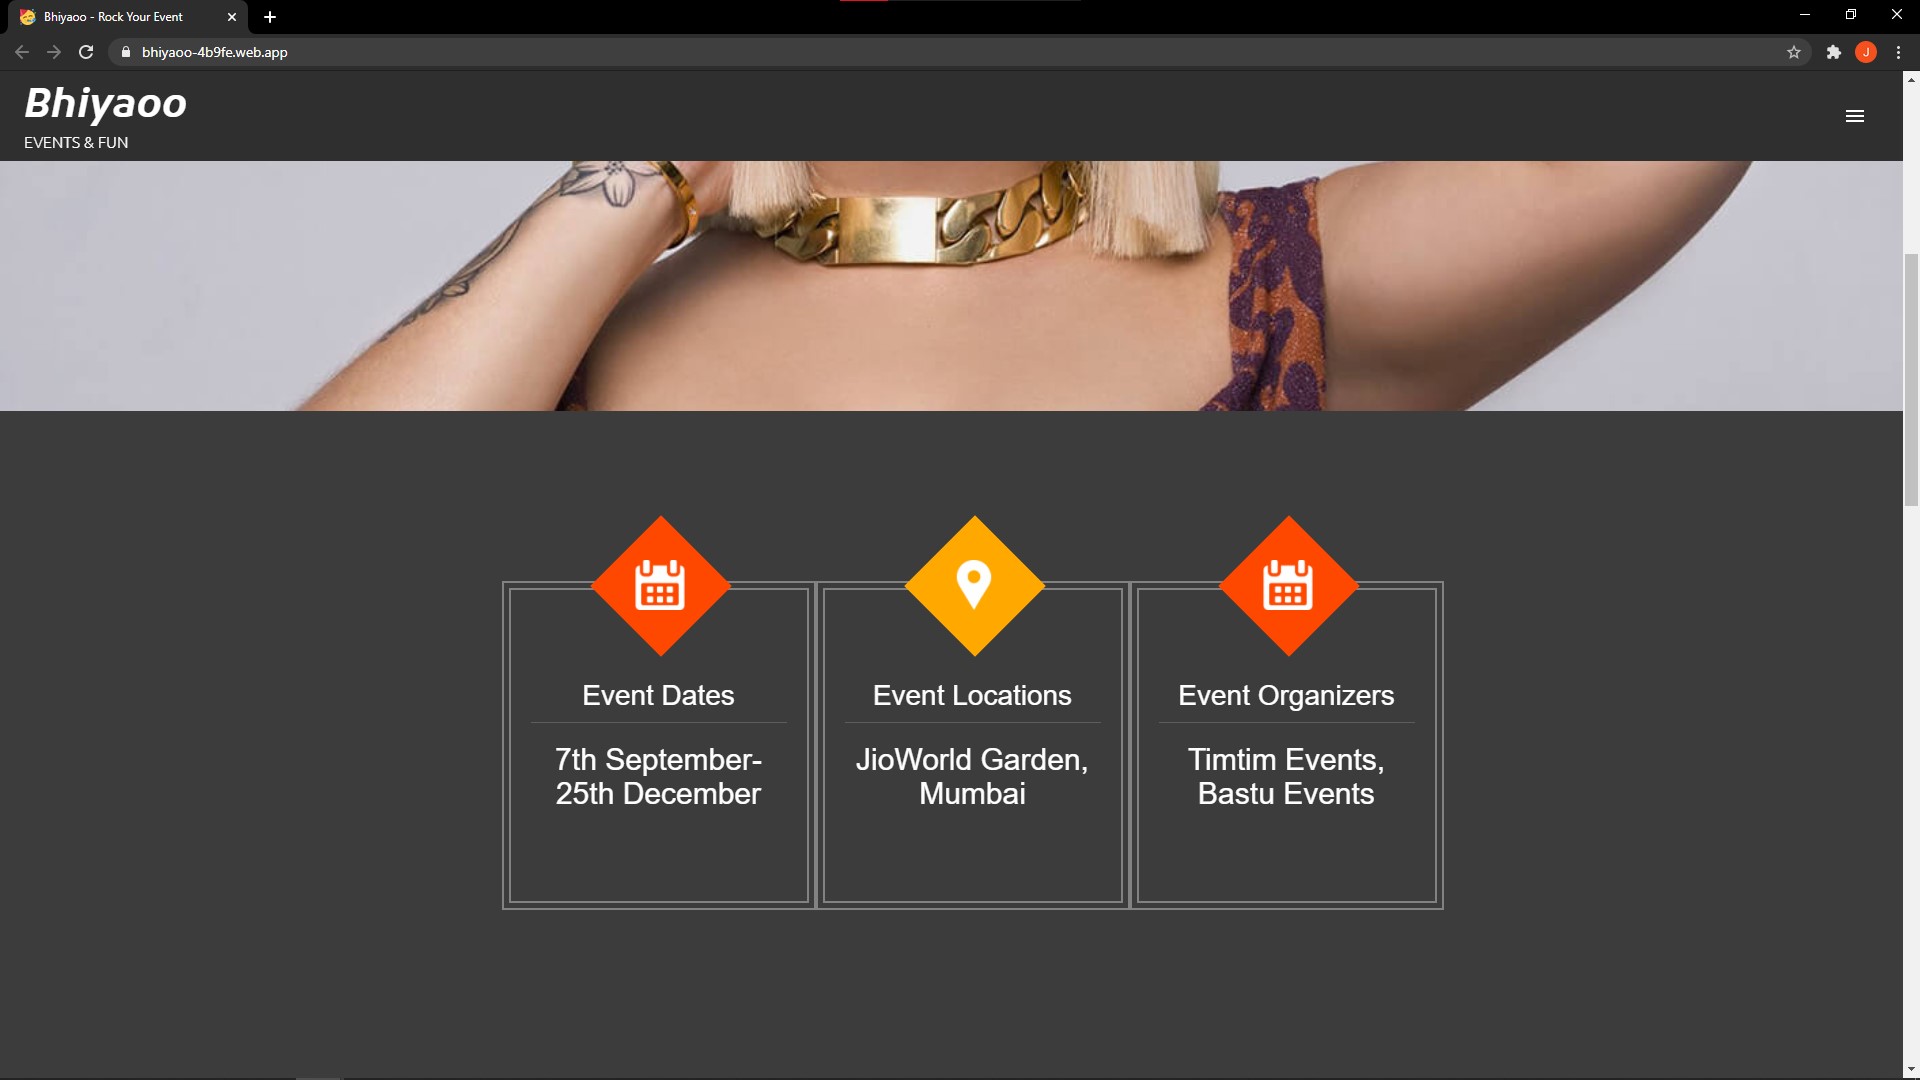 Bhiyaoo - Rock Your Event
bhiyaoo-4b9fe.web.app
J
Bhiyaoo
EVENTS & FUN
Event Dates
7th September-
25th December
Event Locations
JioWorld Garden,
Mumbai
Event Organizers
Timtim Events,
Bastu Events